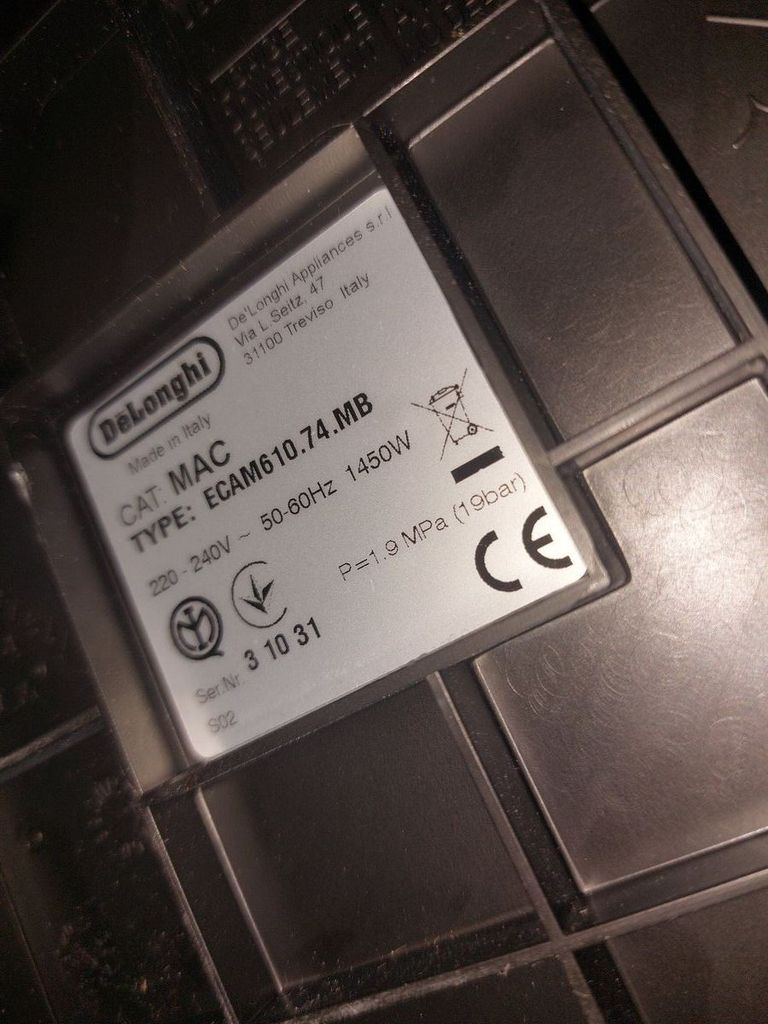 De'Longhi Appliances s.r.l
Via L.Seitz, 47
31100 Treviso Italy
DeLonghi
Made in Italy
CAT: MAC
TYPE: ECAM610.74.MB
220 - 240V ~ 50-60Hz 1450W
P=1.9 MPa (19bar)
CE
Ser.Nr. 3 10 31
S02